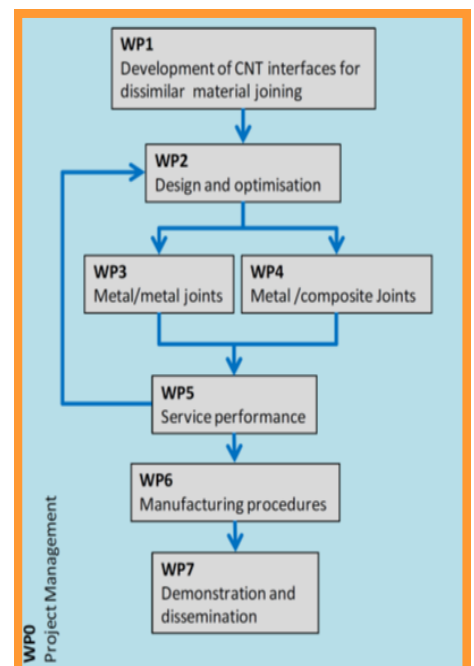 WP1
Development of CNT interfaces for
dissimilar material joining
WP2
Design and optimisation
WP3
Metal/metal joints
WP4
Metal /composite Joints
WP5
Service performance
WP6
Manufacturing procedures
WP7
Demonstration and
dissemination
WP0
Project Management